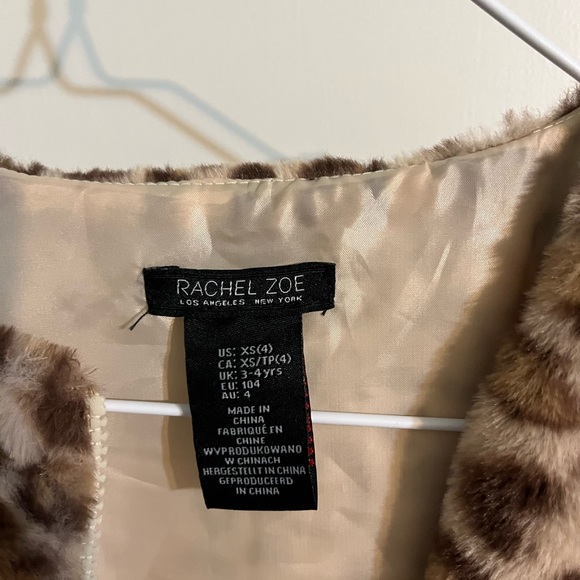 RACHEL ZOE
LOS ANGELES NEW YORK
US: XS(4)
CA: XS/TP(4)
UK: 3-4yrs
EU: 104
AU: 4
MADE IN
CHINA
FABRIQUÉ EN
CHINE
WYPRODUKOWANO
W CHINACH
HERGESTELLT IN CHINA
GEPRODUCEERD
IN CHINA